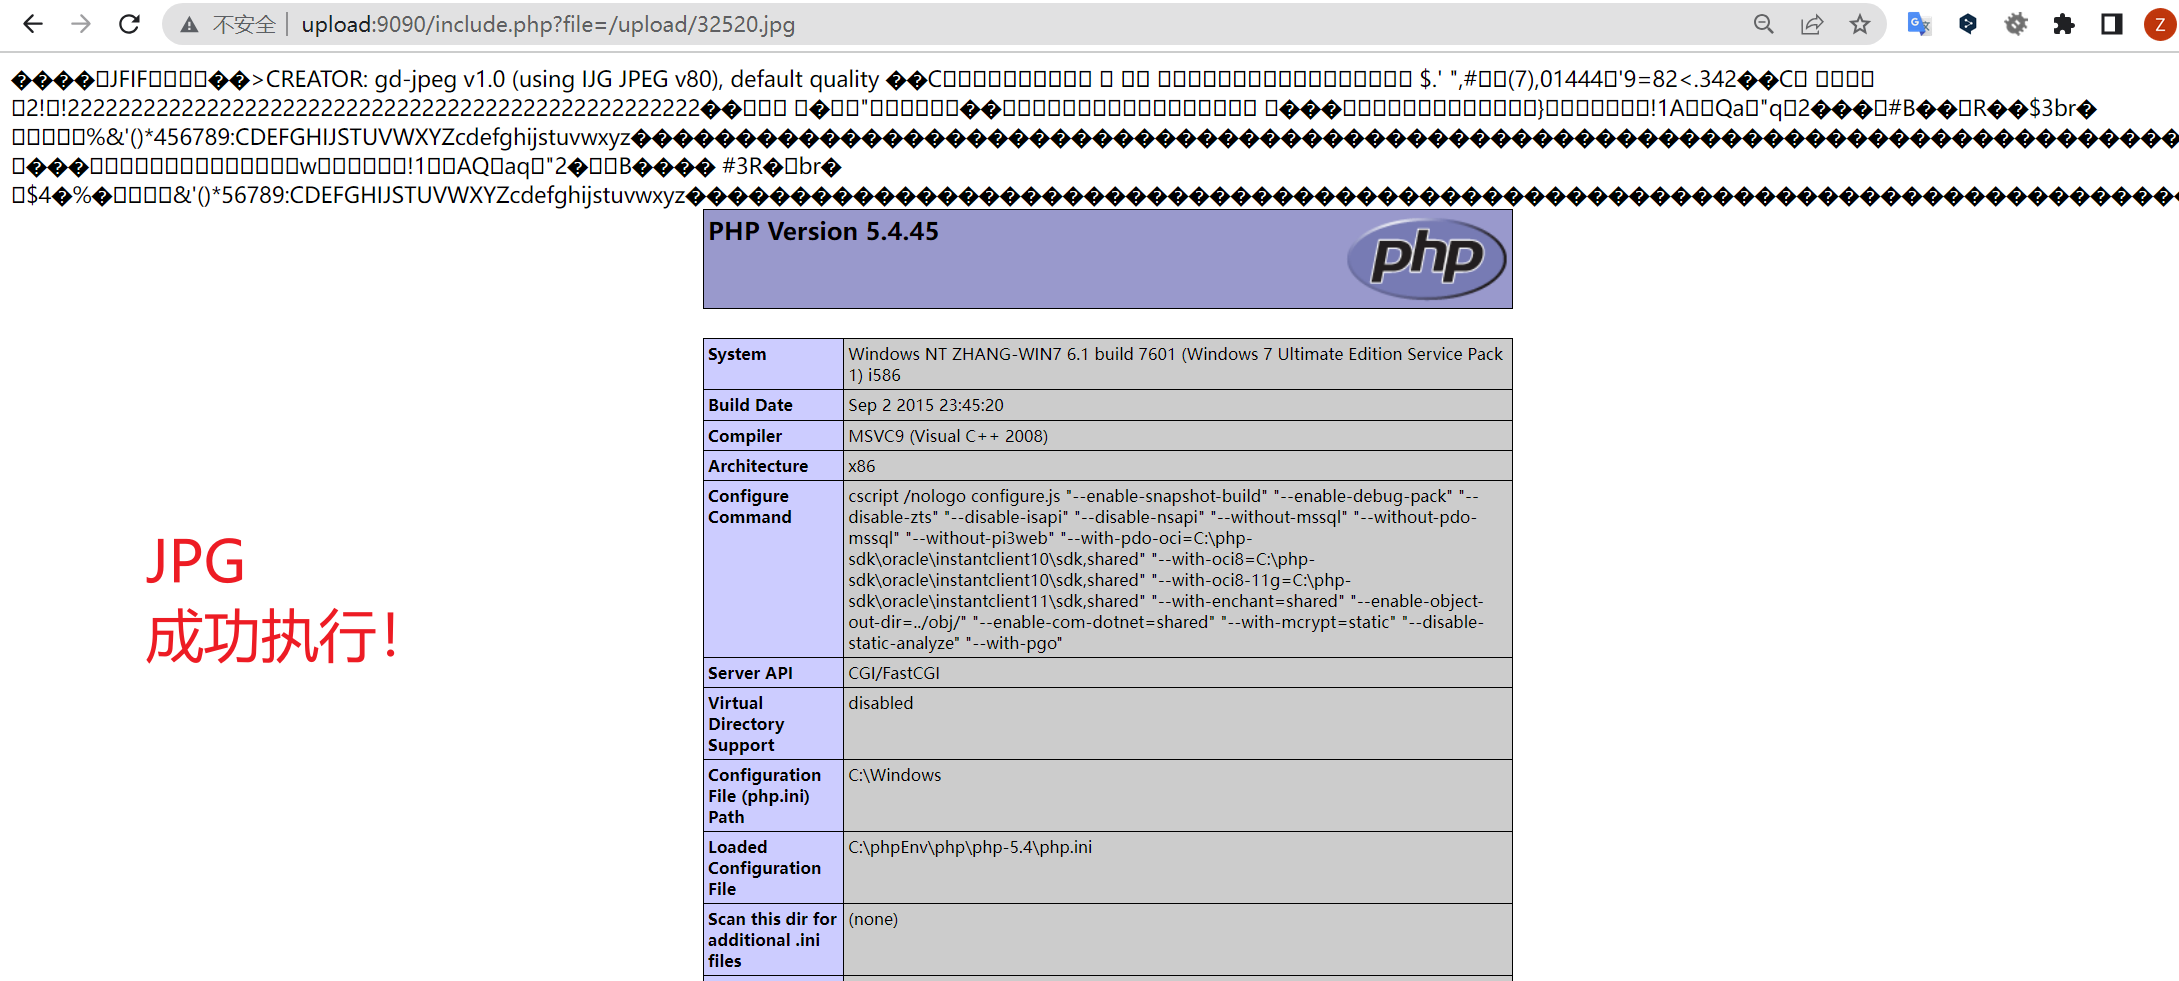 不安全
upload:9090/include.php?file=/upload/32520.jpg
Z
JFIF >CREATOR: gd-jpeg v1.0 (using IJG JPEG v80), default quality C $.' ",# (7),01444 '9=82<.342 C
2! !
" } !1A Qa "q 2 #B R $3br
%&'()*456789:CDEFGHIJSTUVWXYZcdefghijstuvwxyz
w !1 AQ aq "2 B #3R br
$4 % &'()*56789:CDEFGHIJSTUVWXYZcdefghijstuvwxyz
PHP Version 5.4.45
php
System
Windows NT ZHANG-WIN7 6.1 build 7601 (Windows 7 Ultimate Edition Service Pack
1) i586
Build Date
Sep 2 2015 23:45:20
Compiler
MSVC9 (Visual C++ 2008)
Architecture
x86
Configure
Command
cscript /nologo configure.js "--enable-snapshot-build" "--enable-debug-pack" "--
disable-zts" "--disable-isapi" "--disable-nsapi" "--without-mssql" "--without-pdo-
mssql" "--without-pi3web" "--with-pdo-oci=C:\php-
sdk\oracle\instantclient10\sdk,shared" "--with-oci8=C:\php-
sdk\oracle\instantclient10\sdk,shared" "--with-oci8-11g=C:\php-
sdk\oracle\instantclient11\sdk,shared" "--with-enchant=shared" "--enable-object-
out-dir=../obj/" "--enable-com-dotnet=shared" "--with-mcrypt=static" "--disable-
static-analyze" "--with-pgo"
JPG
成功执行！
Server API
CGI/FastCGI
Virtual
Directory
Support
disabled
Configuration
File (php.ini)
Path
C:\Windows
Loaded
Configuration
File
C:\phpEnv\php\php-5.4\php.ini
Scan this dir for
additional .ini
files
(none)